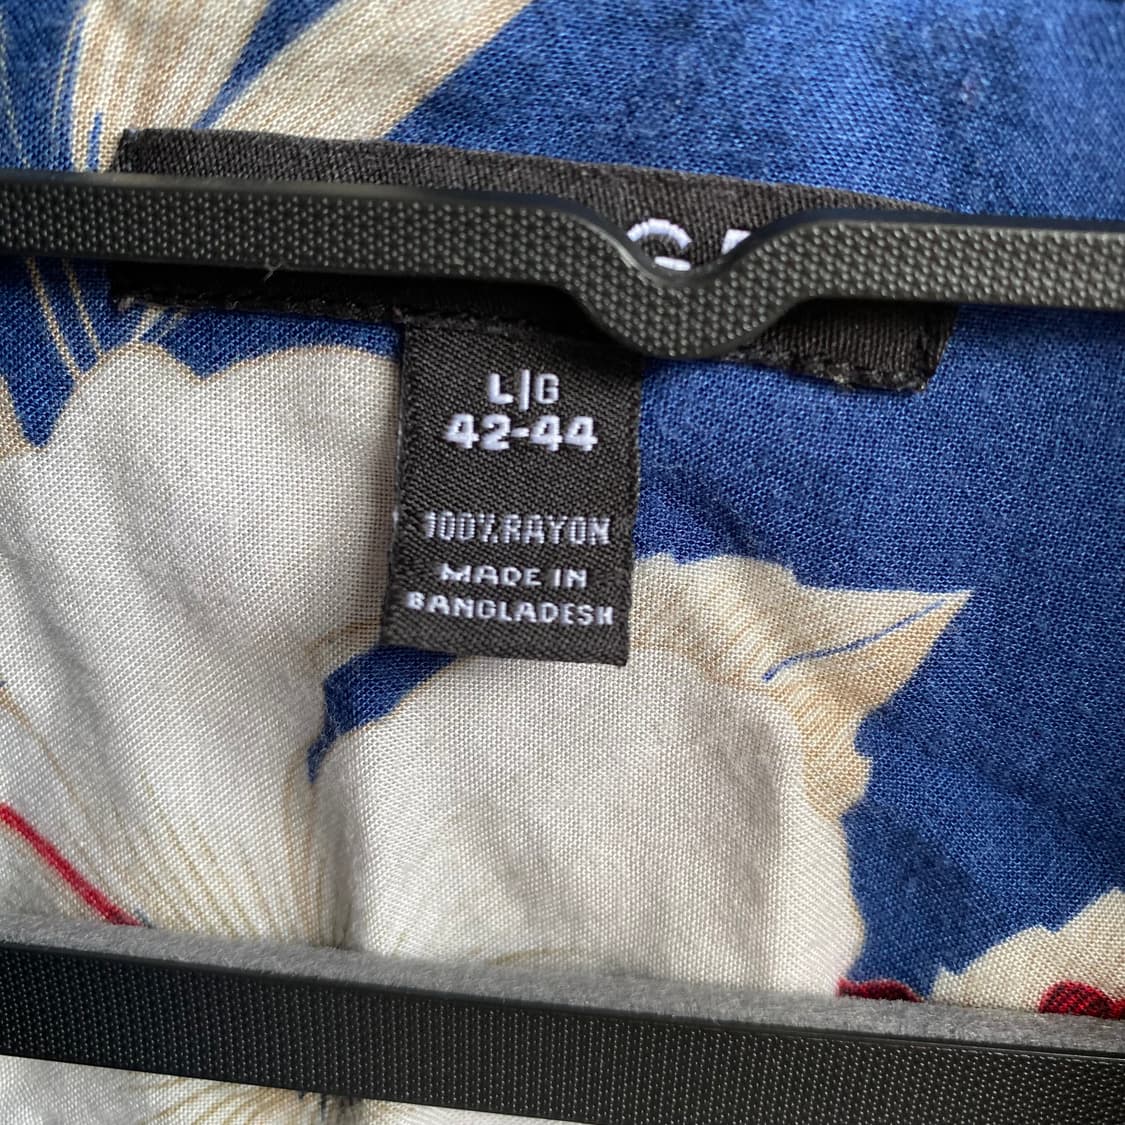 L|G
42-44
100% RAYON
MADE IN
BANGLADESH